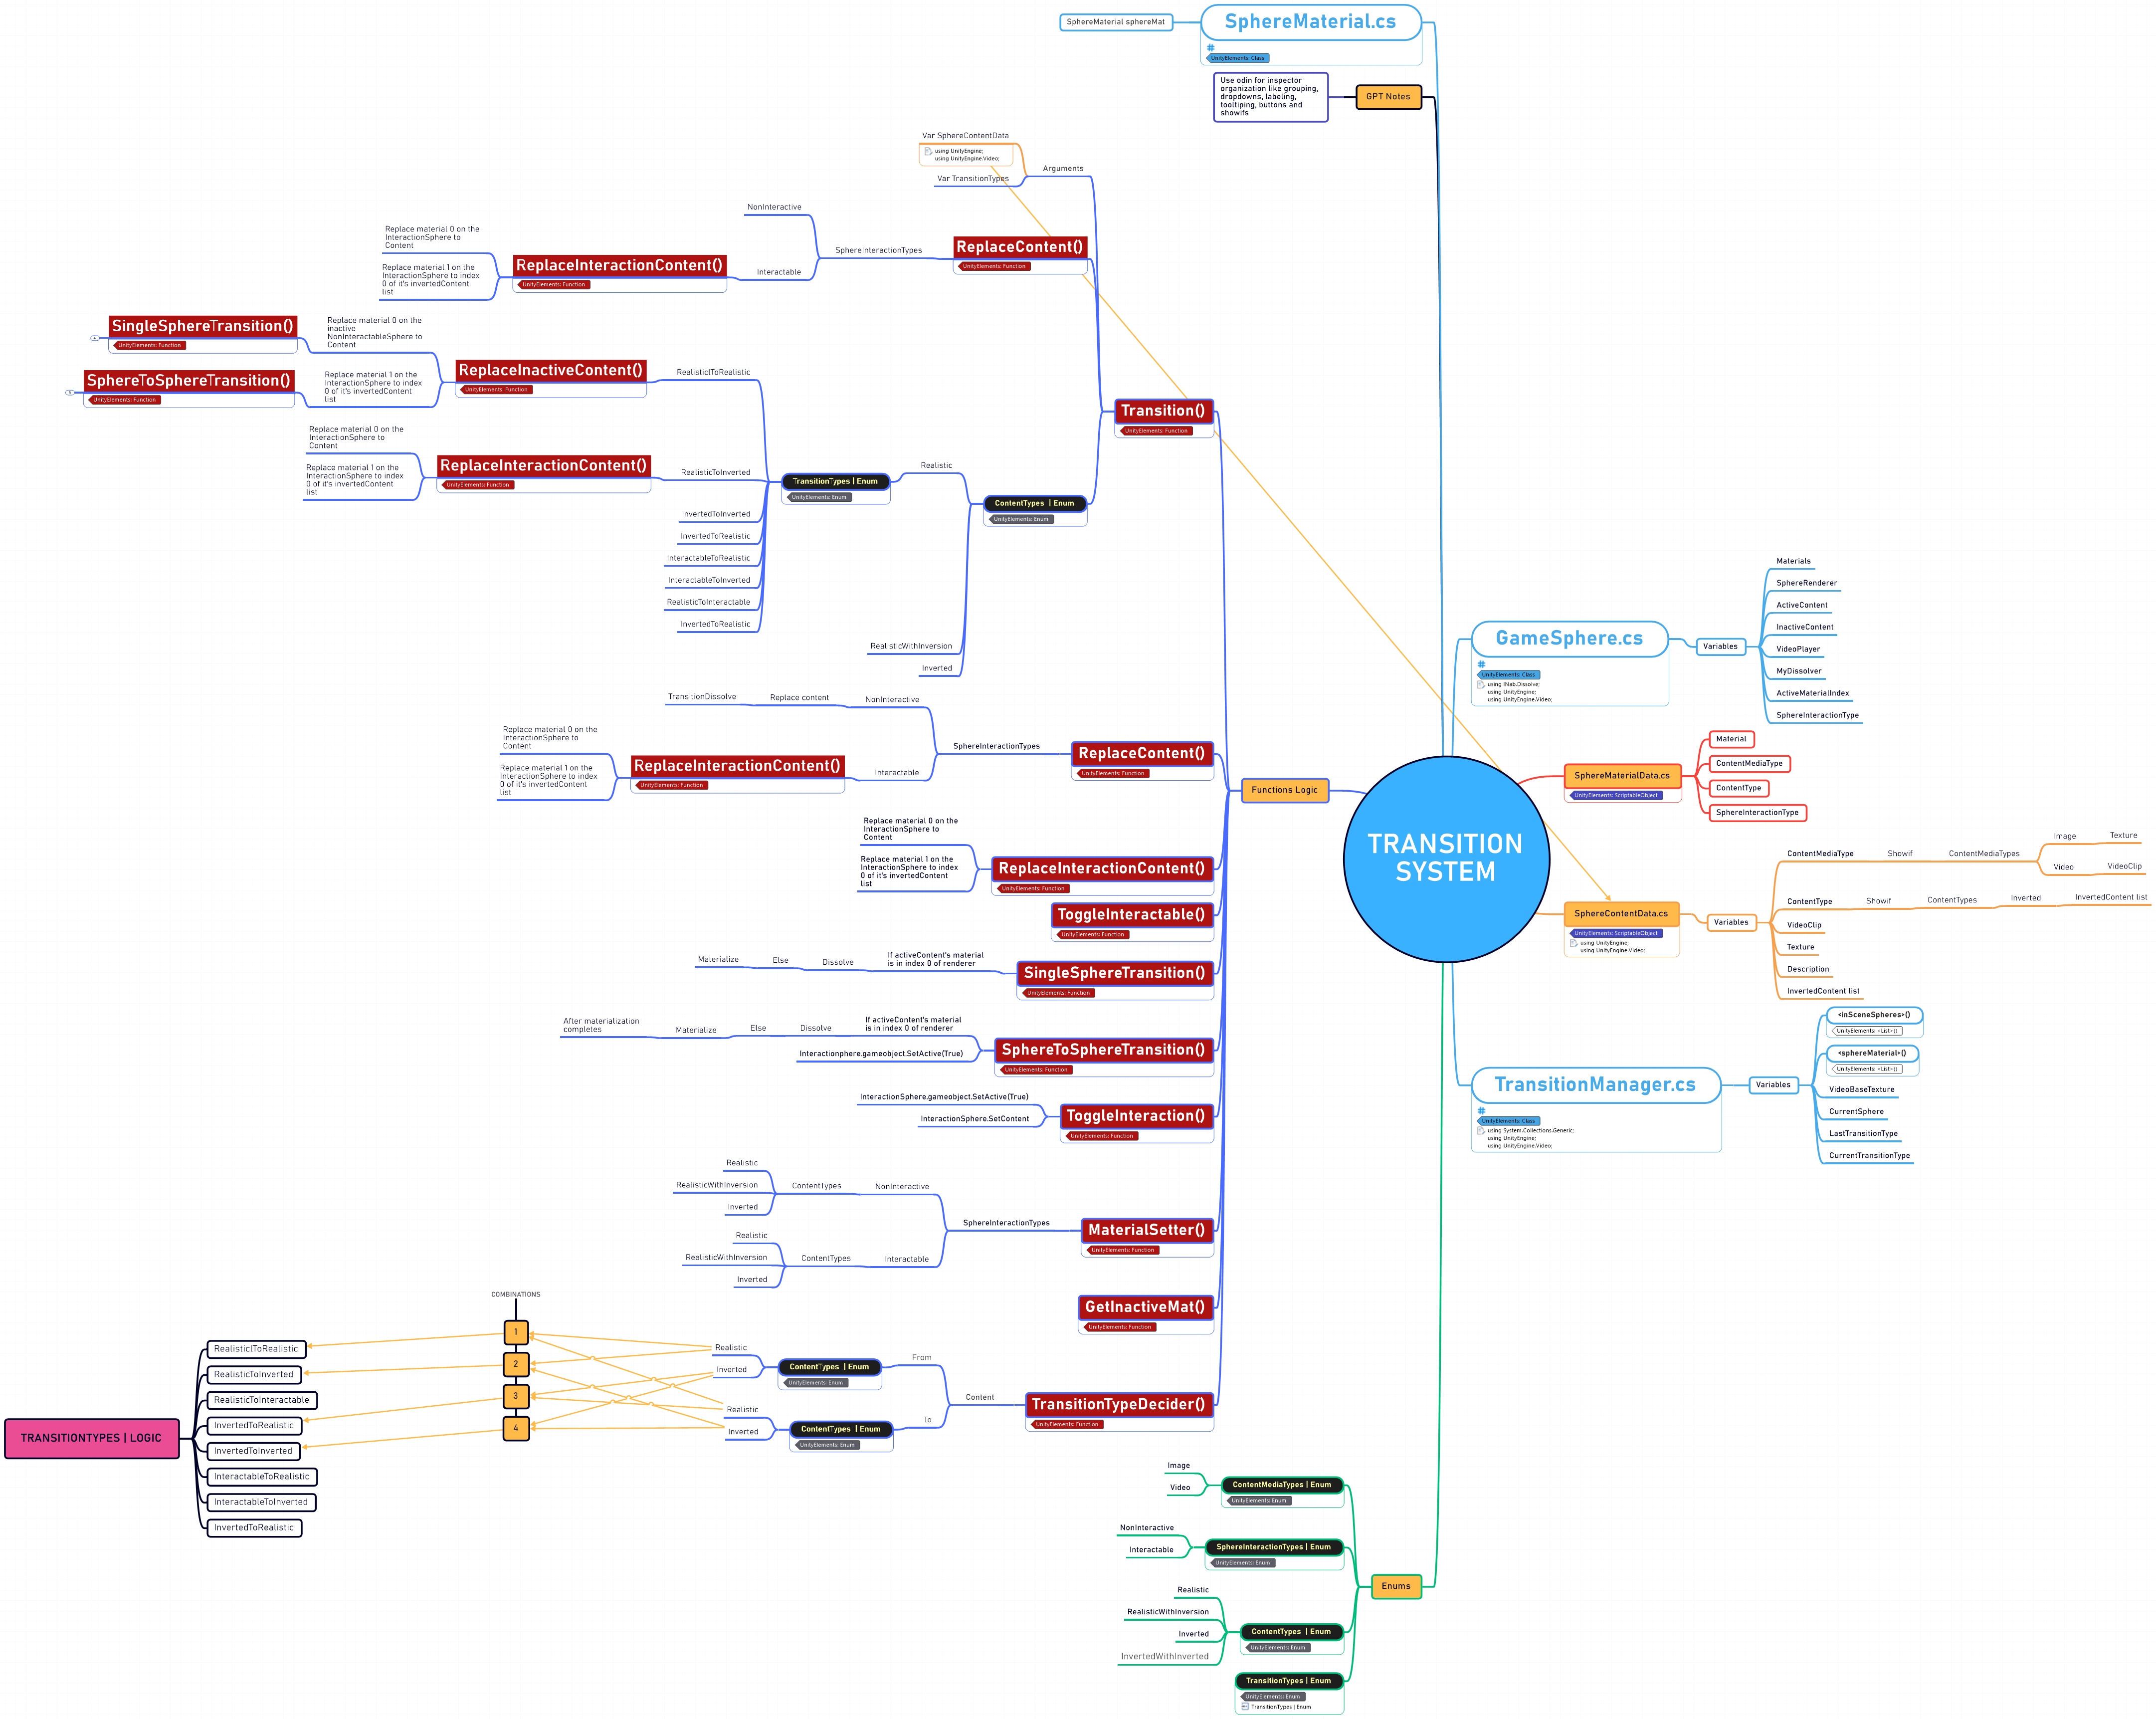 SphereMaterial sphereMat
SphereMaterial.cs
#
UnityElements: Class
Use odin for inspector
organization like grouping,
dropdowns, labeling,
tooltiping, buttons and
showifs
GPT Notes
Var SphereContentData
using UnityEngine;
using UnityEngine.Video;
Var TransitionTypes
Arguments
NonInteractive
Interactable
SphereInteractionTypes
ReplaceContent()
UnityElements: Function
Replace material 0 on the
InteractionSphere to
Content
Replace material 1 on the
InteractionSphere to index
0 of it's invertedContent
list
ReplaceInteractionContent()
UnityElements: Function
SingleSphereTransition()
UnityElements: Function
SphereToSphereTransition()
UnityElements: Function
Replace material 0 on the
inactive
NonInteractableSphere to
Content
Replace material 1 on the
InteractionSphere to index
0 of it's invertedContent
list
ReplaceInactiveContent()
UnityElements: Function
RealisticlToRealistic
Replace material 0 on the
InteractionSphere to
Content
Replace material 1 on the
InteractionSphere to index
0 of it's invertedContent
list
ReplaceInteractionContent()
UnityElements: Function
RealisticToInverted
InvertedToInverted
InvertedToRealistic
InteractableToRealistic
InteractableToInverted
RealisticToInteractable
InvertedToRealistic
TransitionTypes | Enum
UnityElements: Enum
Realistic
RealisticWithInversion
Inverted
ContentTypes | Enum
UnityElements: Enum
Transition()
UnityElements: Function
TransitionDissolve
Replace content
NonInteractive
Replace material 0 on the
InteractionSphere to
Content
Replace material 1 on the
InteractionSphere to index
0 of it's invertedContent
list
ReplaceInteractionContent()
UnityElements: Function
Interactable
SphereInteractionTypes
ReplaceContent()
UnityElements: Function
Functions Logic
Replace material 0 on the
InteractionSphere to
Content
Replace material 1 on the
InteractionSphere to index
0 of it's invertedContent
list
ReplaceInteractionContent()
UnityElements: Function
ToggleInteractable()
UnityElements: Function
Materialize
Else
Dissolve
If activeContent's material
is in index 0 of renderer
SingleSphereTransition()
UnityElements: Function
After materialization
completes
Materialize
Else
Dissolve
If activeContent's material
is in index 0 of renderer
Interactionphere.gameobject.SetActive(True)
SphereToSphereTransition()
UnityElements: Function
InteractionSphere.gameobject.SetActive(True)
InteractionSphere.SetContent
ToggleInteraction()
UnityElements: Function
Realistic
RealisticWithInversion
Inverted
ContentTypes
NonInteractive
Realistic
RealisticWithInversion
Inverted
ContentTypes
Interactable
SphereInteractionTypes
MaterialSetter()
UnityElements: Function
GetInactiveMat()
UnityElements: Function
Realistic
Inverted
ContentTypes | Enum
UnityElements: Enum
From
Realistic
Inverted
ContentTypes | Enum
UnityElements: Enum
To
Content
TransitionTypeDecider()
UnityElements: Function
COMBINATIONS
1
2
3
4
TRANSITIONTYPES | LOGIC
RealisticlToRealistic
RealisticToInverted
RealisticToInteractable
InvertedToRealistic
InvertedToInverted
InteractableToRealistic
InteractableToInverted
InvertedToRealistic
Image
Video
ContentMediaTypes | Enum
UnityElements: Enum
NonInteractive
Interactable
SphereInteractionTypes | Enum
UnityElements: Enum
Realistic
RealisticWithInversion
Inverted
InvertedWithInverted
ContentTypes | Enum
UnityElements: Enum
TransitionTypes | Enum
UnityElements: Enum
TransitionTypes | Enum
Enums
TRANSITION
SYSTEM
GameSphere.cs
#
UnityElements: Class
using INab.Dissolve;
using UnityEngine;
using UnityEngine.Video;
Variables
Materials
SphereRenderer
ActiveContent
InactiveContent
VideoPlayer
MyDissolver
ActiveMaterialIndex
SphereInteractionType
SphereMaterialData.cs
UnityElements: ScriptableObject
Material
ContentMediaType
ContentType
SphereInteractionType
SphereContentData.cs
UnityElements: ScriptableObject
using UnityEngine;
using UnityEngine.Video;
Variables
ContentMediaType
Showif
ContentMediaTypes
Image
Texture
Video
VideoClip
ContentType
Showif
ContentTypes
Inverted
InvertedContent list
VideoClip
Texture
Description
InvertedContent list
TransitionManager.cs
#
UnityElements: Class
using System.Collections.Generic;
using UnityEngine;
using UnityEngine.Video;
Variables
<inSceneSpheres>()
UnityElements: <List>()
<sphereMaterial>()
UnityElements: <List>()
VideoBaseTexture
CurrentSphere
LastTransitionType
CurrentTransitionType